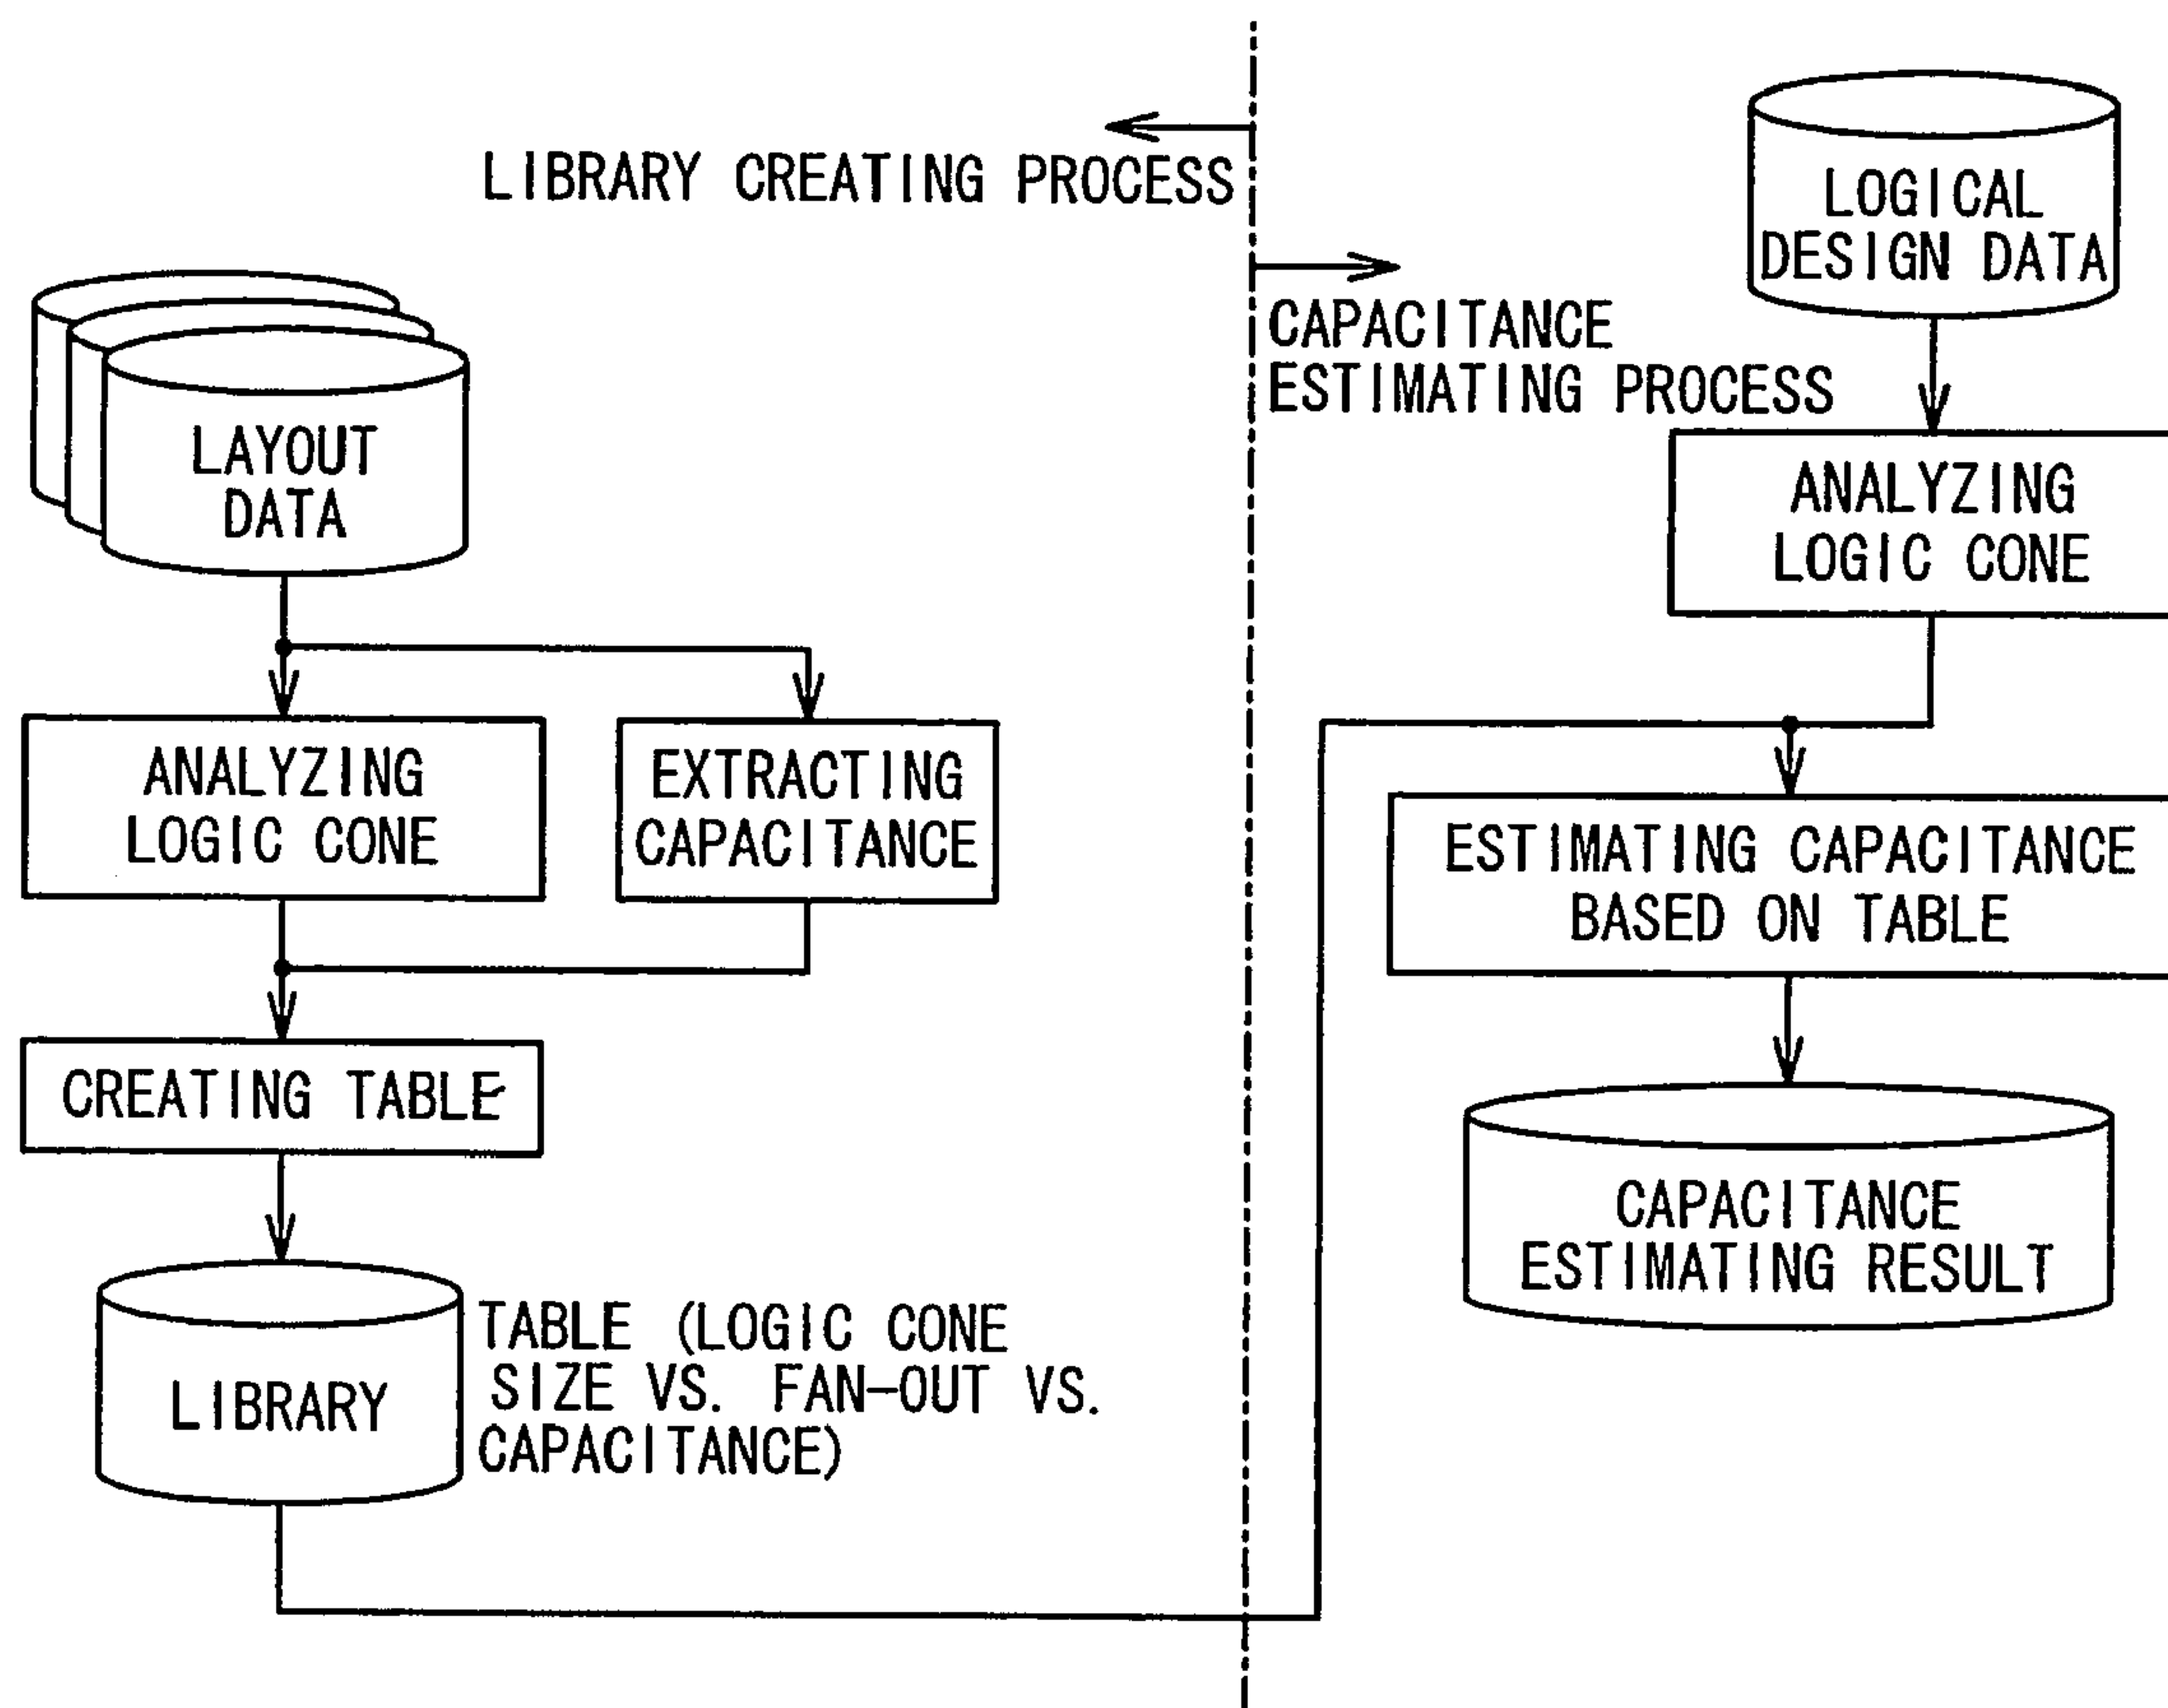 LIBRARY CREATING PROCESS
CAPACITANCE
ESTIMATING PROCESS
LAYOUT
DATA
ANALYZING
LOGIC CONE
EXTRACTING
CAPACITANCE
CREATING TABLE
LIBRARY
TABLE (LOGIC CONE
SIZE VS. FAN-OUT VS.
CAPACITANCE)
LOGICAL
DESIGN DATA
ANALYZING
LOGIC CONE
ESTIMATING CAPACITANCE
BASED ON TABLE
CAPACITANCE
ESTIMATING RESULT